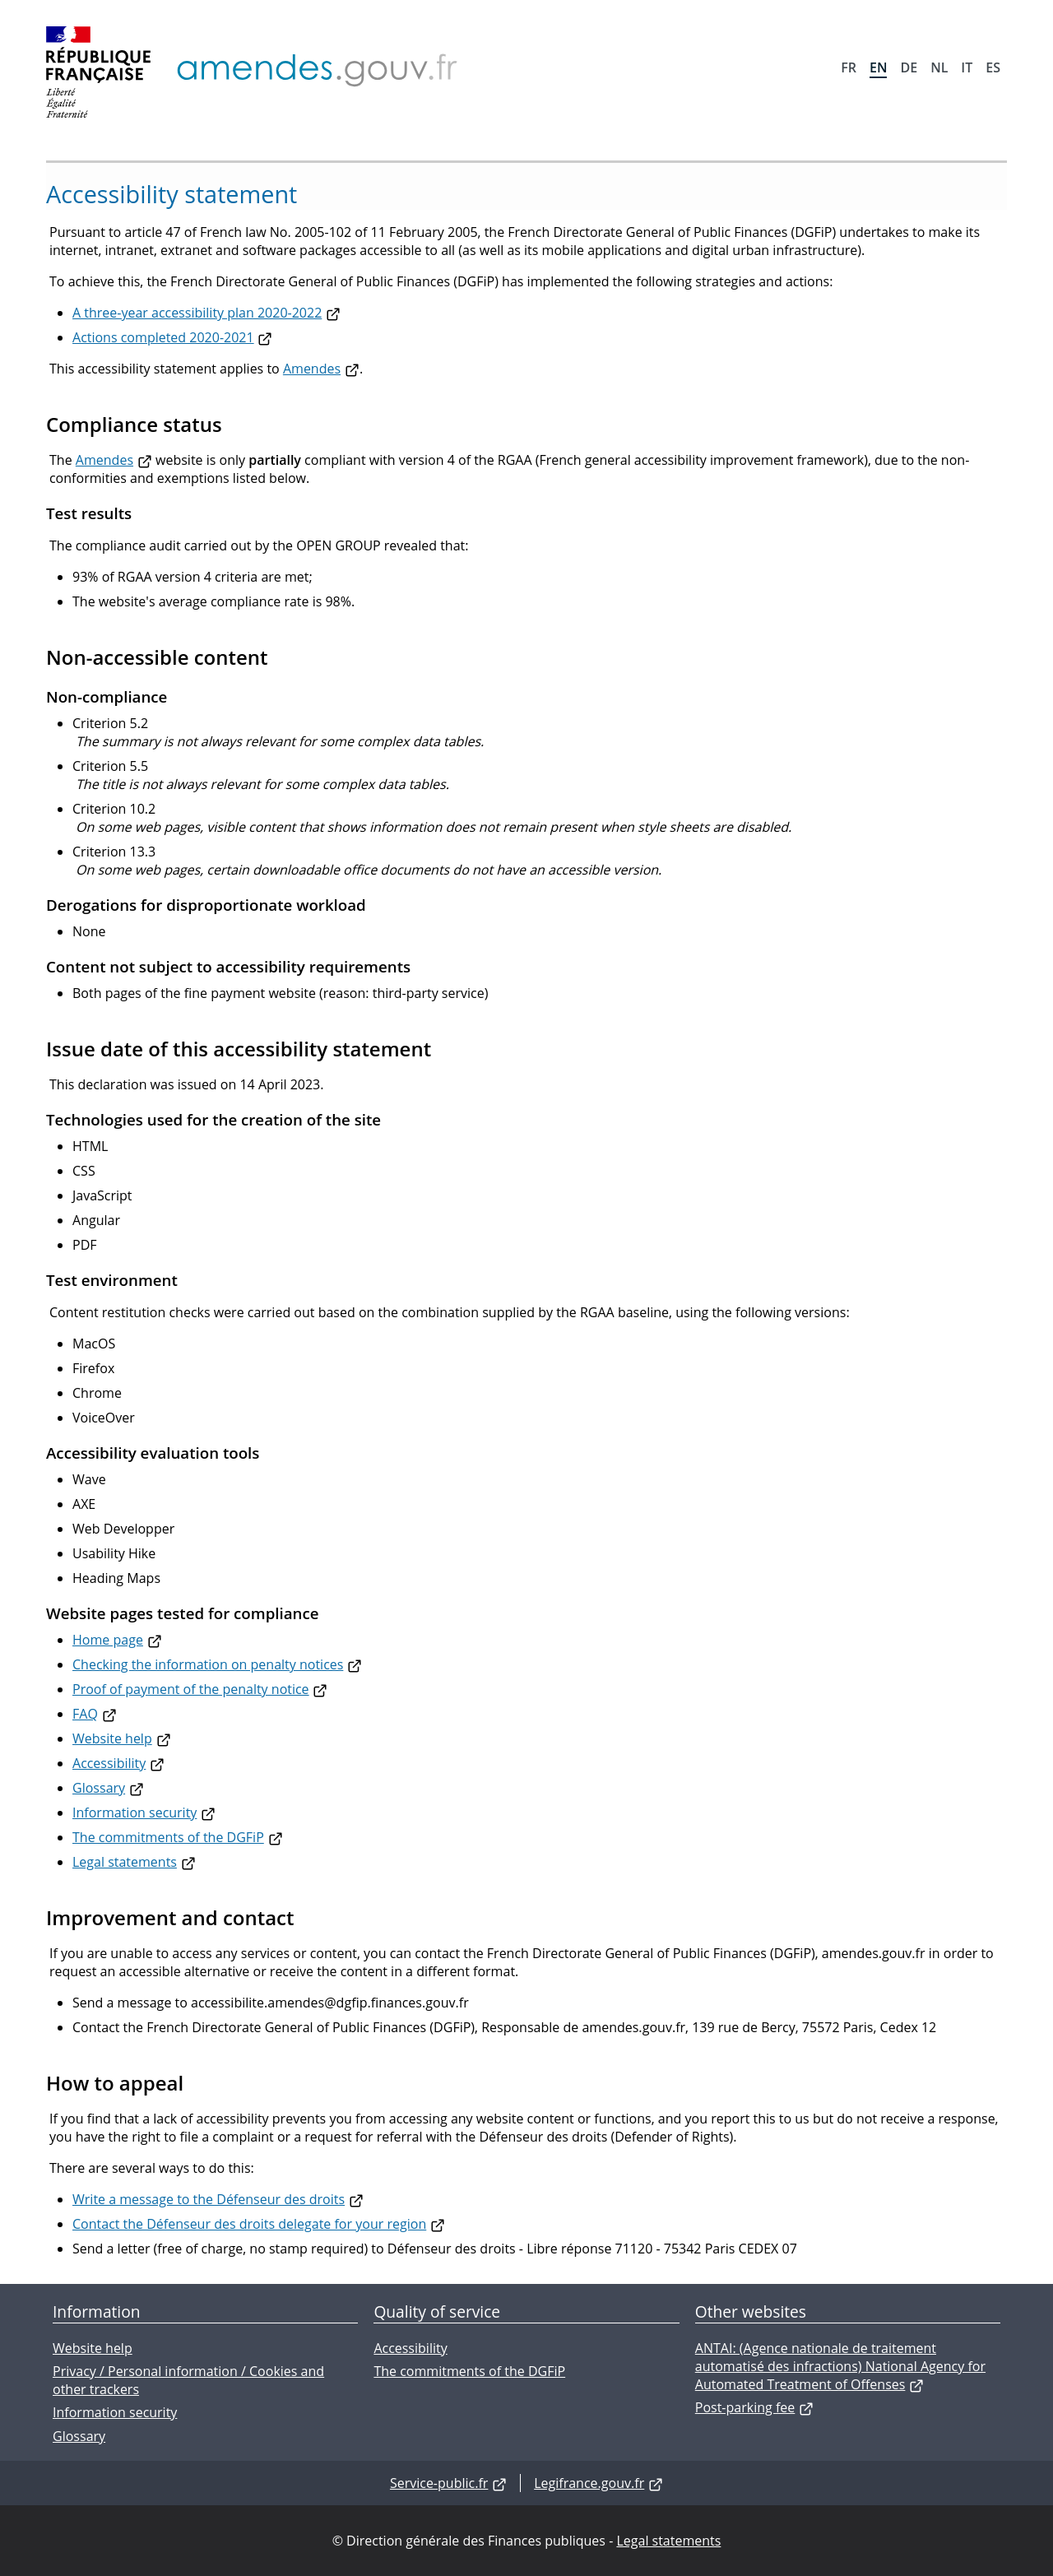 RÉPUBLIQUE
FRANÇAISE
Liberté
Égalité
Fraternité
amendes.gouv.fr
FR EN DE NL IT ES
Accessibility statement
Pursuant to article 47 of French law No. 2005-102 of 11 February 2005, the French Directorate General of Public Finances (DGFiP) undertakes to make its
internet, intranet, extranet and software packages accessible to all (as well as its mobile applications and digital urban infrastructure).
To achieve this, the French Directorate General of Public Finances (DGFiP) has implemented the following strategies and actions:
A three-year accessibility plan 2020-2022
Actions completed 2020-2021
This accessibility statement applies to Amendes .
Compliance status
The Amendes website is only partially compliant with version 4 of the RGAA (French general accessibility improvement framework), due to the non-
conformities and exemptions listed below.
Test results
The compliance audit carried out by the OPEN GROUP revealed that:
93% of RGAA version 4 criteria are met;
The website's average compliance rate is 98%.
Non-accessible content
Non-compliance
Criterion 5.2
The summary is not always relevant for some complex data tables.
Criterion 5.5
The title is not always relevant for some complex data tables.
Criterion 10.2
On some web pages, visible content that shows information does not remain present when style sheets are disabled.
Criterion 13.3
On some web pages, certain downloadable office documents do not have an accessible version.
Derogations for disproportionate workload
None
Content not subject to accessibility requirements
Both pages of the fine payment website (reason: third-party service)
Issue date of this accessibility statement
This declaration was issued on 14 April 2023.
Technologies used for the creation of the site
HTML
CSS
JavaScript
Angular
PDF
Test environment
Content restitution checks were carried out based on the combination supplied by the RGAA baseline, using the following versions:
MacOS
Firefox
Chrome
VoiceOver
Accessibility evaluation tools
Wave
AXE
Web Developper
Usability Hike
Heading Maps
Website pages tested for compliance
Home page
Checking the information on penalty notices
Proof of payment of the penalty notice
FAQ
Website help
Accessibility
Glossary
Information security
The commitments of the DGFiP
Legal statements
Improvement and contact
If you are unable to access any services or content, you can contact the French Directorate General of Public Finances (DGFiP), amendes.gouv.fr in order to
request an accessible alternative or receive the content in a different format.
Send a message to accessibilite.amendes@dgfip.finances.gouv.fr
Contact the French Directorate General of Public Finances (DGFiP), Responsable de amendes.gouv.fr, 139 rue de Bercy, 75572 Paris, Cedex 12
How to appeal
If you find that a lack of accessibility prevents you from accessing any website content or functions, and you report this to us but do not receive a response,
you have the right to file a complaint or a request for referral with the Défenseur des droits (Defender of Rights).
There are several ways to do this:
Write a message to the Défenseur des droits
Contact the Défenseur des droits delegate for your region
Send a letter (free of charge, no stamp required) to Défenseur des droits - Libre réponse 71120 - 75342 Paris CEDEX 07
Information
Website help
Privacy / Personal information / Cookies and
other trackers
Information security
Glossary
Quality of service
Accessibility
The commitments of the DGFiP
Other websites
ANTAI: (Agence nationale de traitement
automatisé des infractions) National Agency for
Automated Treatment of Offenses
Post-parking fee
Service-public.fr
Legifrance.gouv.fr
© Direction générale des Finances publiques - Legal statements